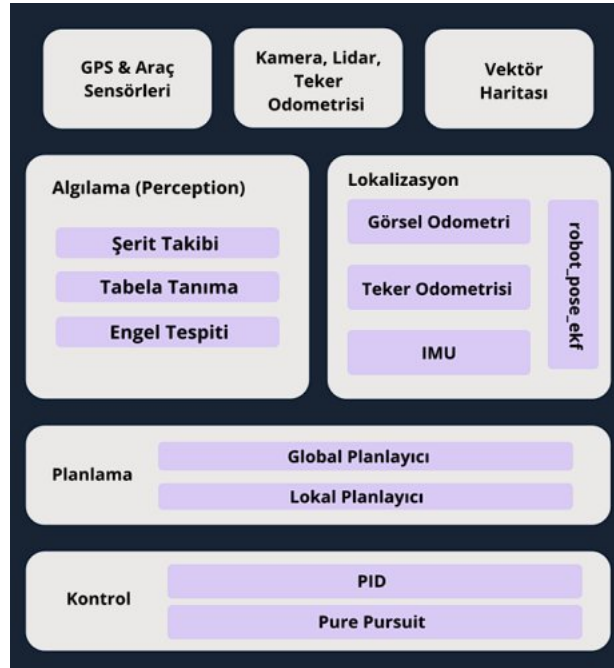 GPS & Araç
Sensörleri
Kamera, Lidar,
Teker
Odometrisi
Vektör
Haritası
Algılama (Perception)
Şerit Takibi
Tabela Tanıma
Engel Tespiti
Lokalizasyon
Görsel Odometri
Teker Odometrisi
IMU
robot_pose_ekf
Planlama
Global Planlayıcı
Lokal Planlayıcı
Kontrol
PID
Pure Pursuit